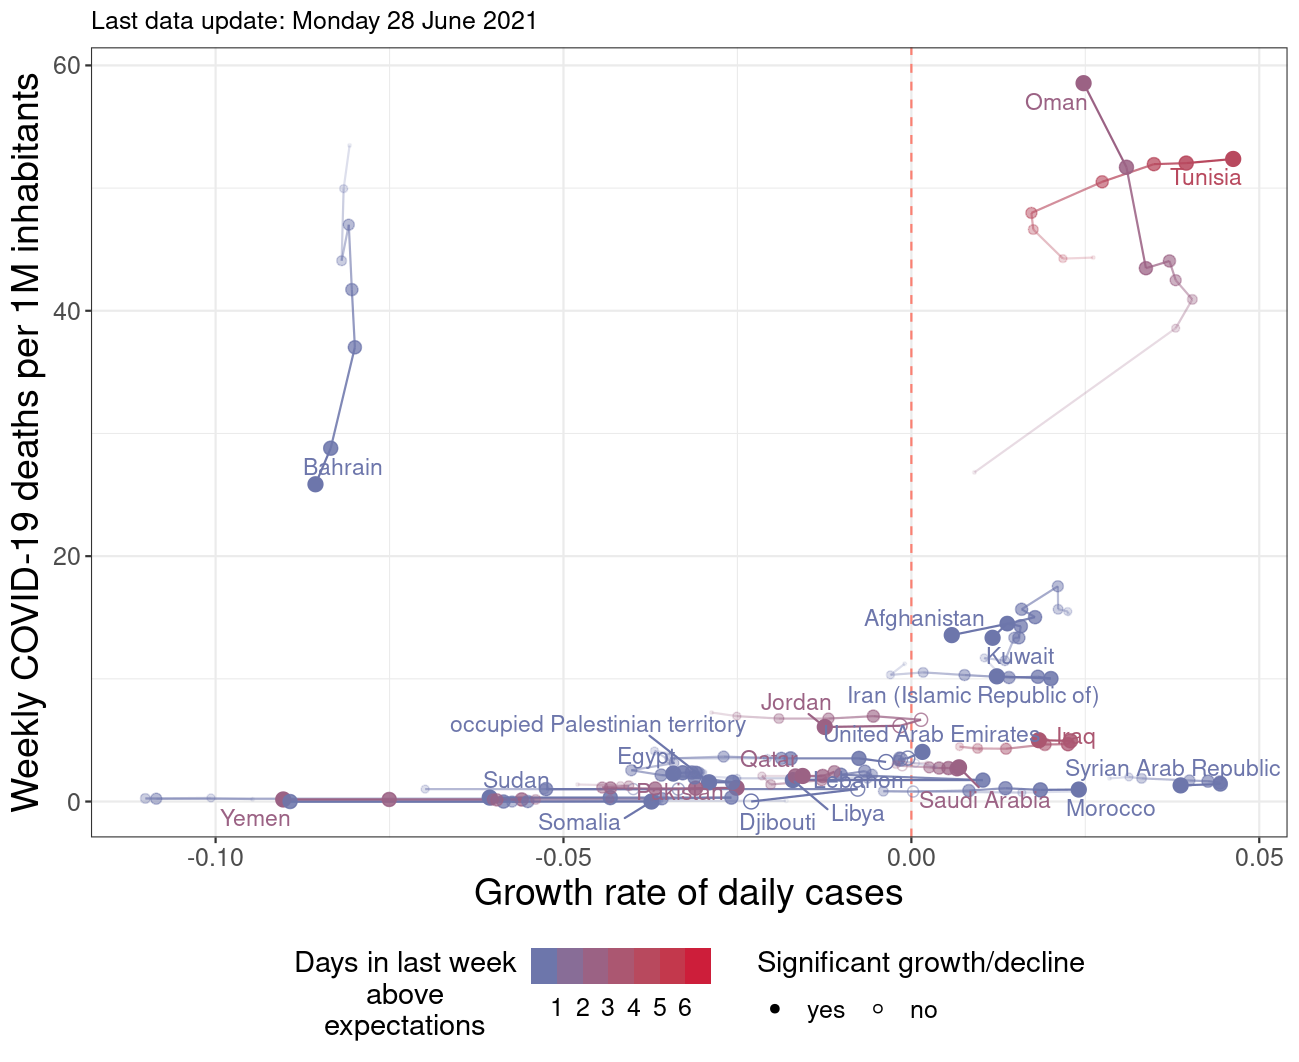 Last data update: Monday 28 June 2021
Weekly COVID-19 deaths per 1M inhabitants
60
40
20
0
Oman
Tunisia
Bahrain
Afghanistan
Kuwait
Iran (Islamic Republic of)
Jordan
occupied Palestinian territory
United Arab Emirates
Iraq
Egypt
Qatar
Syrian Arab Republic
Sudan
Pakistan
Lebanon
Saudi Arabia
Morocco
Yemen
Somalia
Djibouti
Libya
-0.10
-0.05
0.00
0.05
Growth rate of daily cases
Days in last week
above
expectations
1 2 3 4 5 6
Significant growth/decline
yes
no